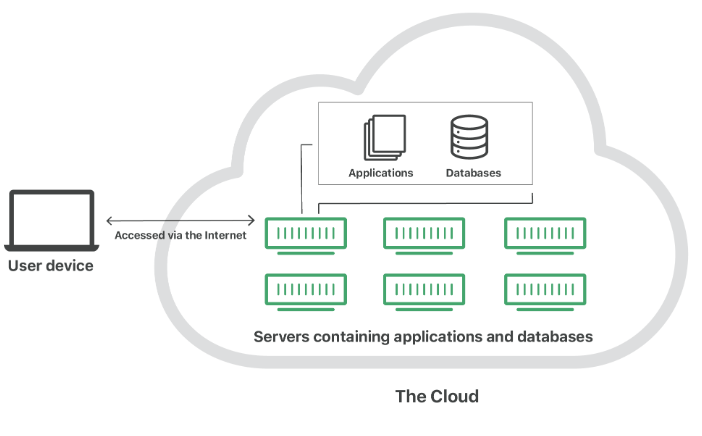 Applications
Databases
Accessed via the Internet
User device
Servers containing applications and databases
The Cloud